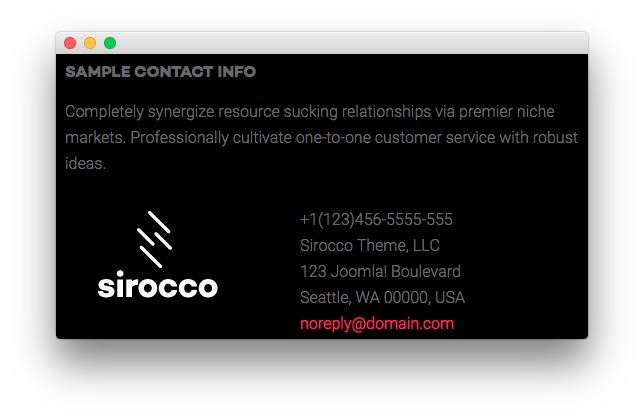 SAMPLE CONTACT INFO
Completely synergize resource sucking relationships via premier niche
markets. Professionally cultivate one-to-one customer service with robust
ideas.
sirocco
+1(123)456-5555-555
Sirocco Theme, LLC
123 Joomla! Boulevard
Seattle, WA 00000, USA
noreply@domain.com